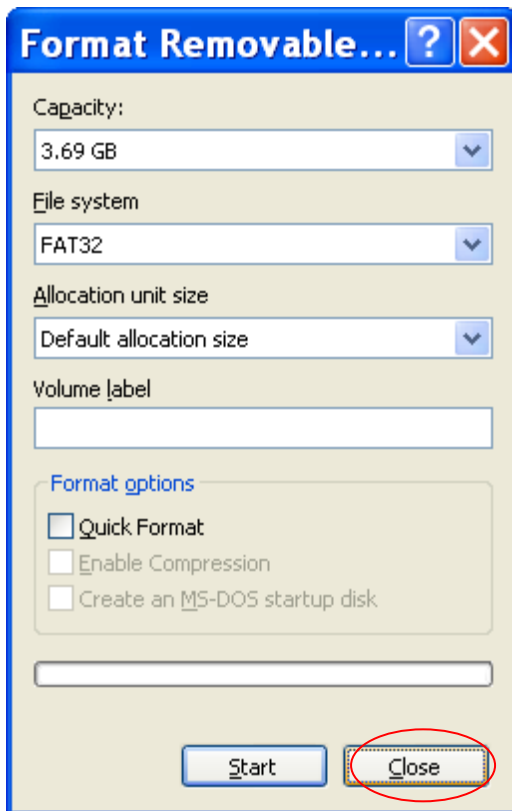 Format Removable... ?
Capacity:
3.69 GB
File system
FAT32
Allocation unit size
Default allocation size
Volume label
Format options
Quick Format
Enable Compression
Create an MS-DOS startup disk
Start Close